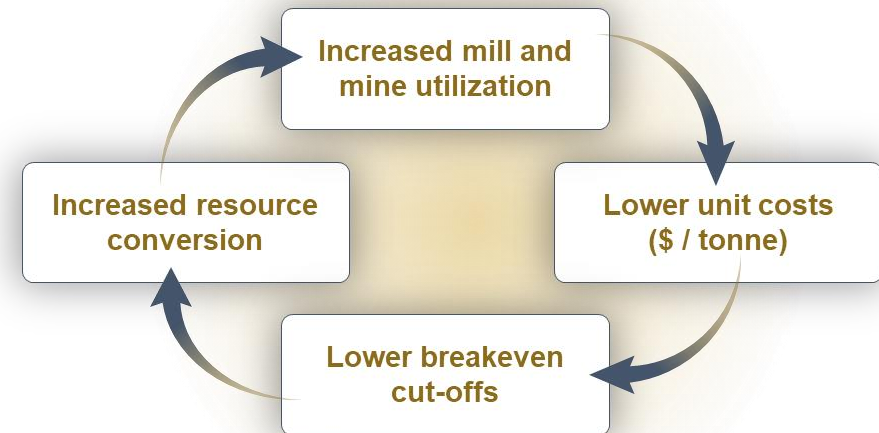 Increased mill and
mine utilization
Lower unit costs
($ / tonne)
Lower breakeven
cut-offs
Increased resource
conversion